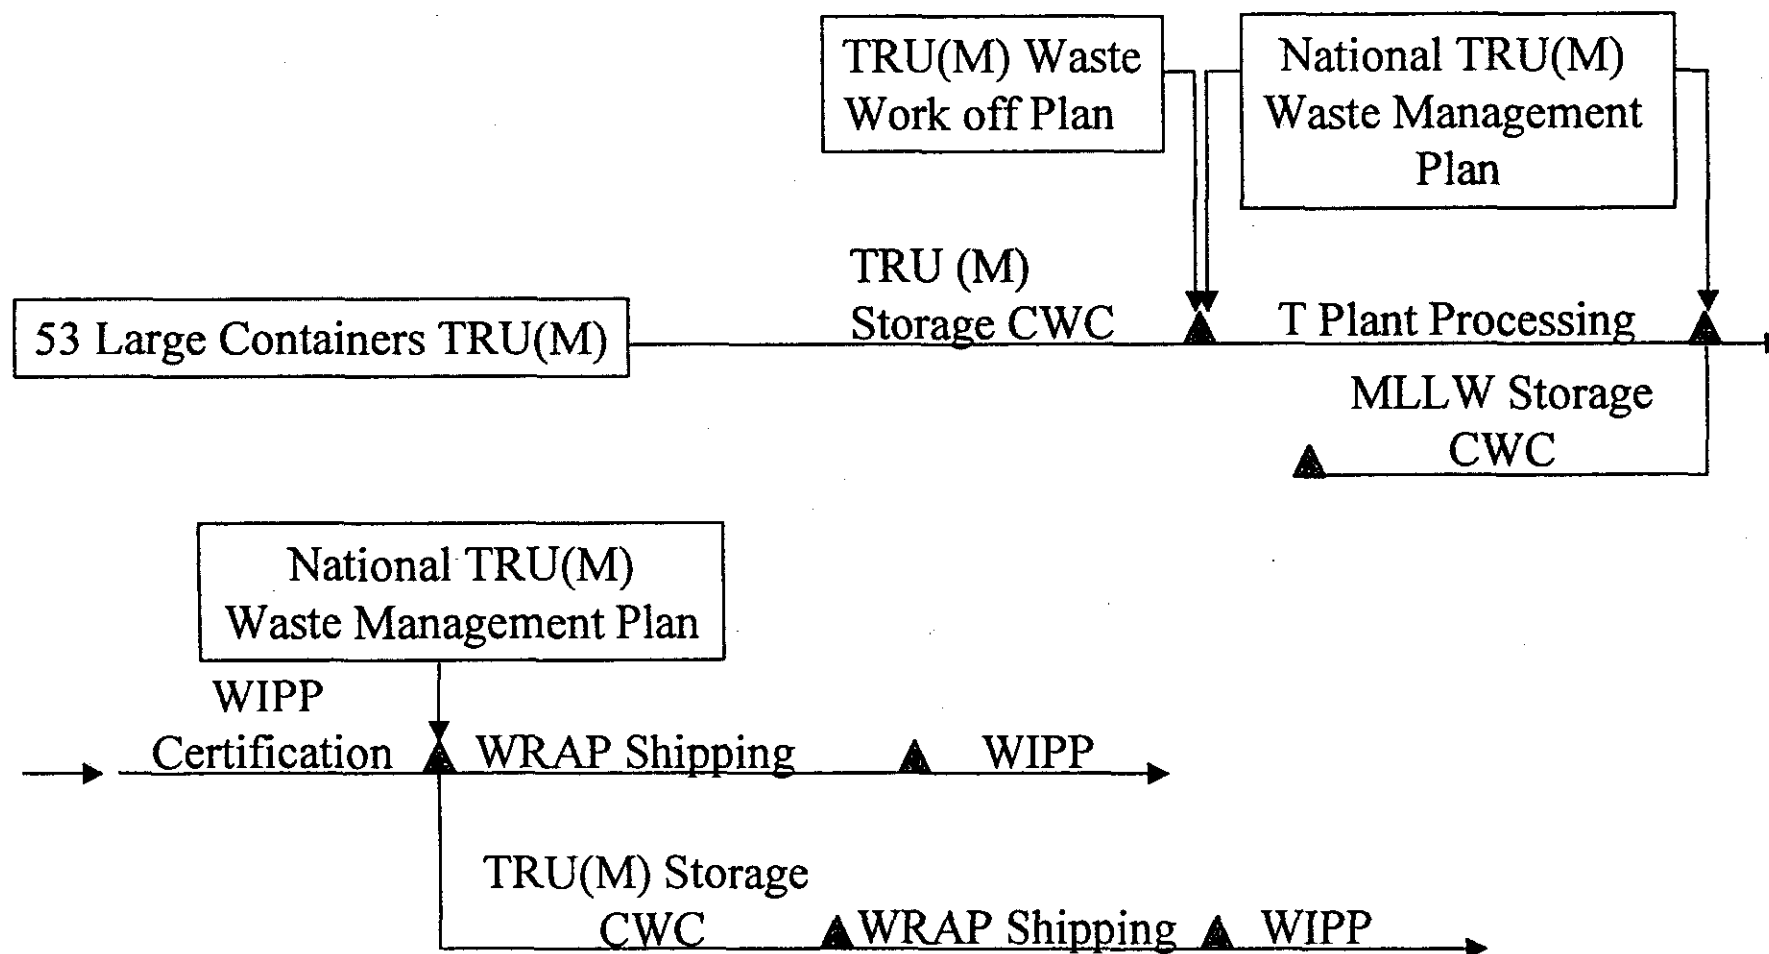 TRU(M) Waste
Work off Plan
National TRU(M)
Waste Management
Plan
TRU (M)
Storage CWC
T Plant Processing
53 Large Containers TRU(M)
MLLW Storage
CWC
National TRU(M)
Waste Management Plan
WIPP
Certification
WRAP Shipping
WIPP
TRU(M) Storage
CWC
WRAP Shipping
WIPP